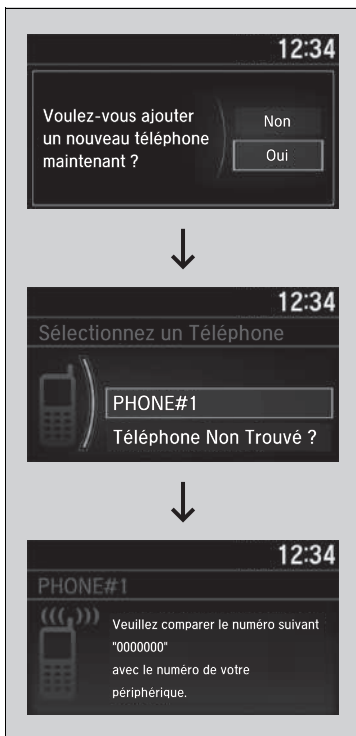 12:34
Voulez-vous ajouter
un nouveau téléphone
maintenant ?
Non
Oui
12:34
Sélectionnez un Téléphone
PHONE#1
Téléphone Non Trouvé ?
12:34
PHONE#1
Veuillez comparer le numéro suivant
"0000000"
avec le numéro de votre
périphérique.